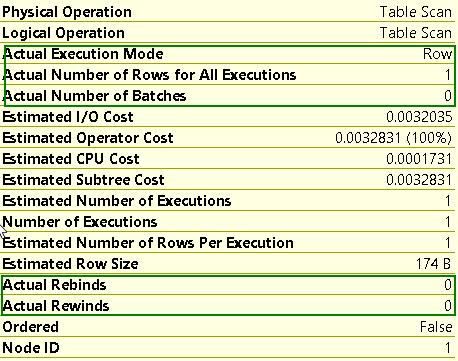 Physical Operation Table Scan
Logical Operation Table Scan
Actual Execution Mode Row
Actual Number of Rows for All Executions 1
Actual Number of Batches 0
Estimated I/O Cost 0.0032035
Estimated Operator Cost 0.0032831 (100%)
Estimated CPU Cost 0.0001731
Estimated Subtree Cost 0.0032831
Estimated Number of Executions 1
Number of Executions 1
Estimated Number of Rows Per Execution 1
Estimated Row Size 174 B
Actual Rebinds 0
Actual Rewinds 0
Ordered False
Node ID 1